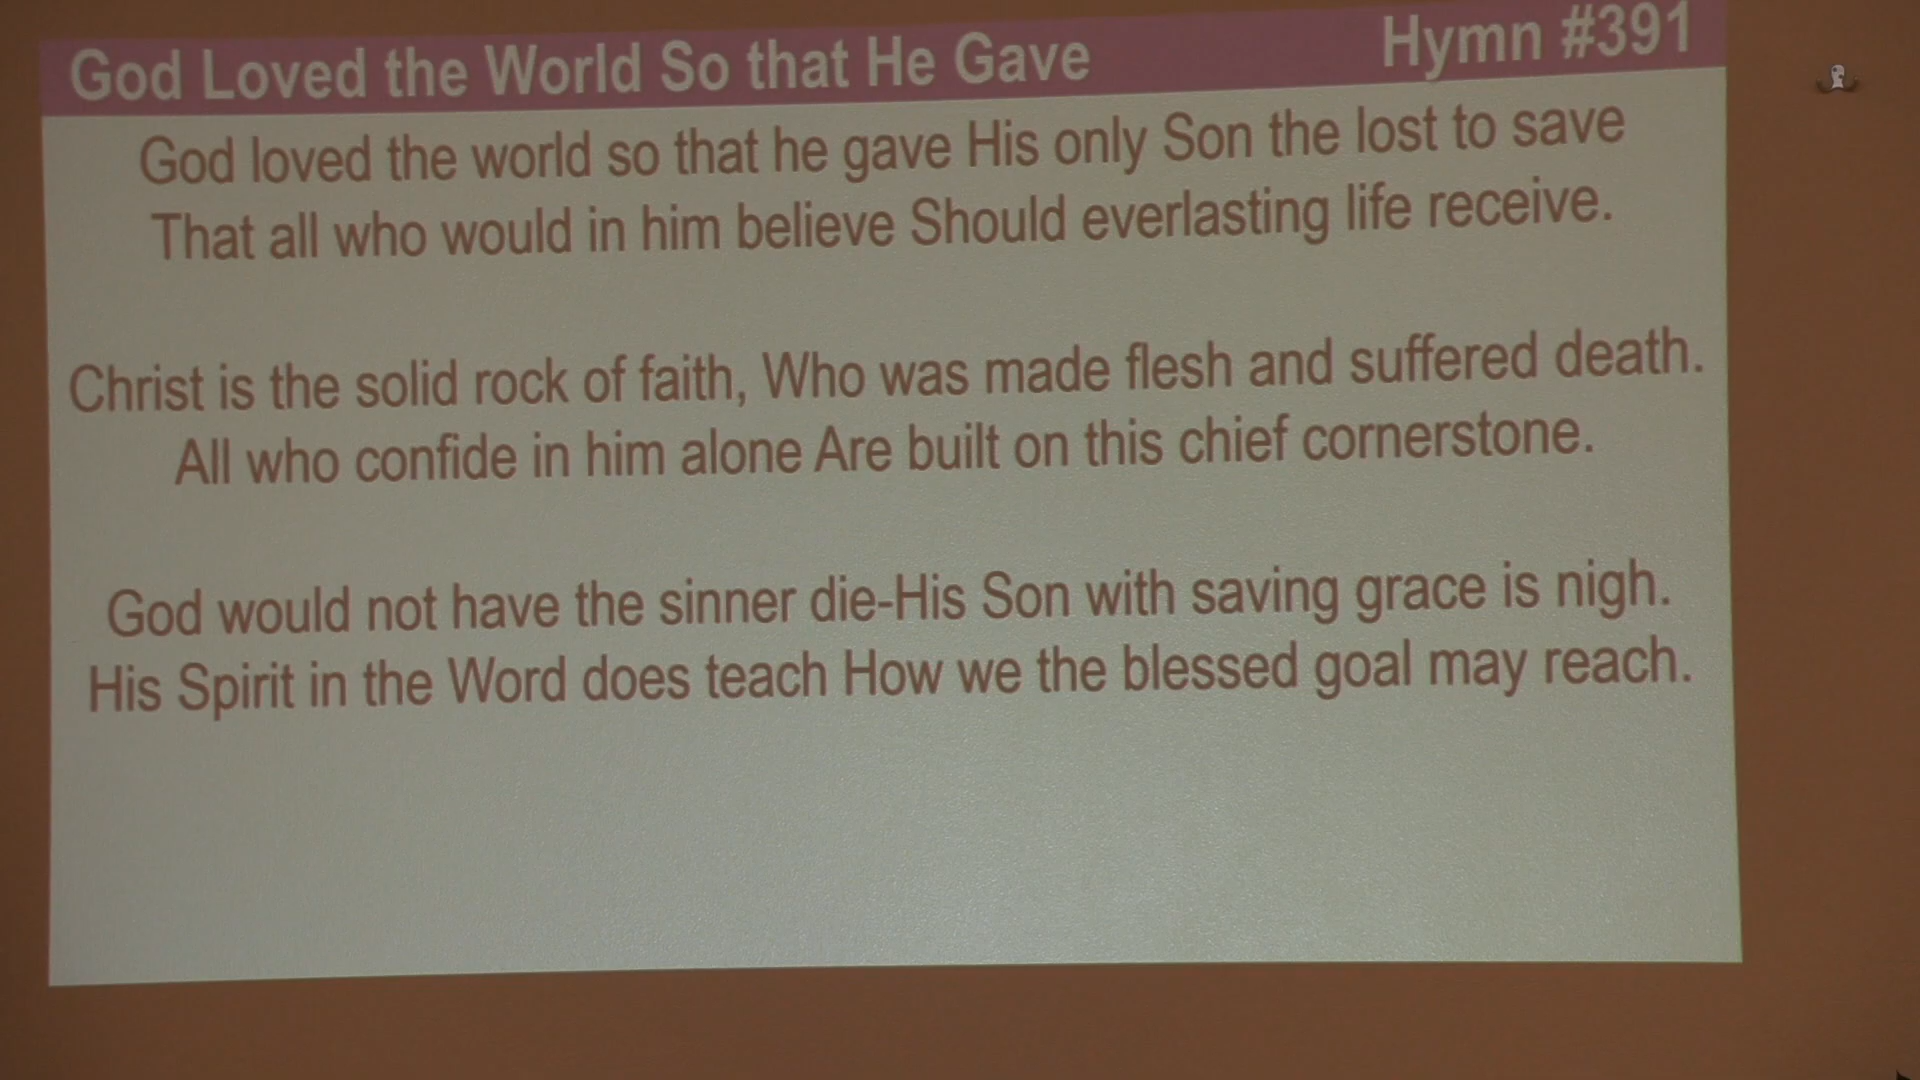 God Loved the World So that He Gave Hymn #391
God loved the world so that he gave His only Son the lost to save
That all who would in him believe Should everlasting life receive.
Christ is the solid rock of faith, Who was made flesh and suffered death.
All who confide in him alone Are built on this chief cornerstone.
God would not have the sinner die-His Son with saving grace is nigh.
His Spirit in the Word does teach How we the blessed goal may reach.